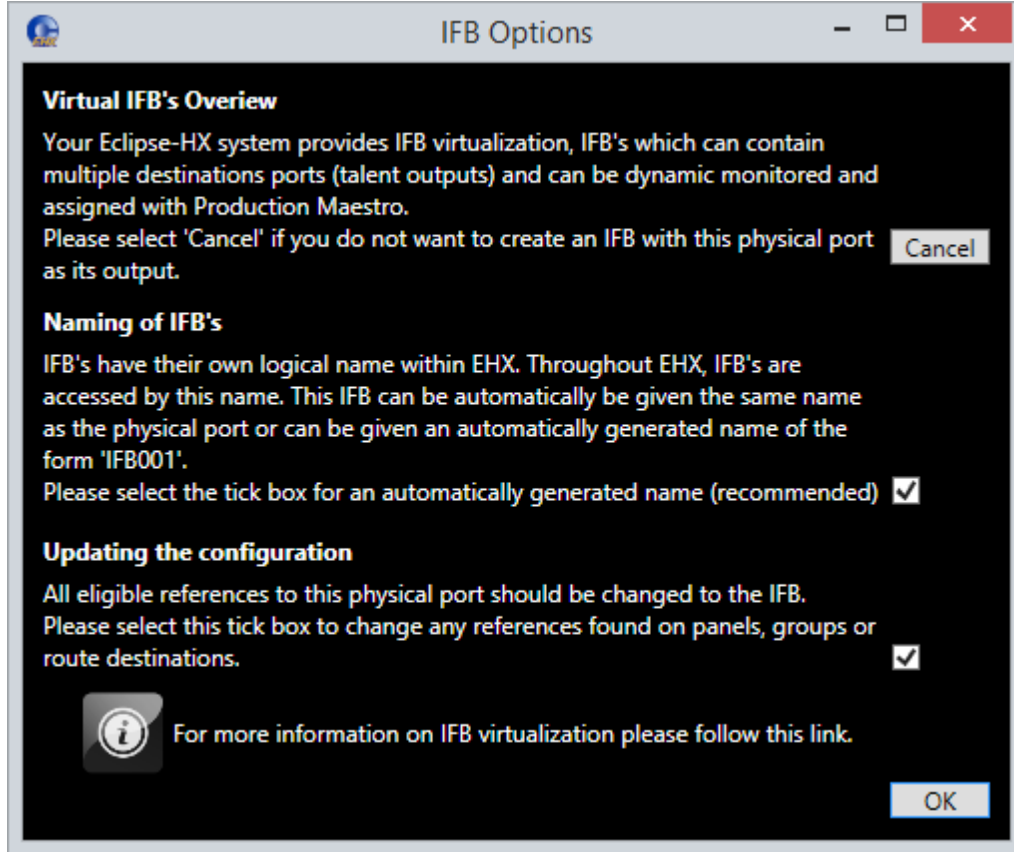 IFB Options
Virtual IFB's Overiew
Your Eclipse-HX system provides IFB virtualization, IFB's which can contain
multiple destinations ports (talent outputs) and can be dynamic monitored and
assigned with Production Maestro.
Please select 'Cancel' if you do not want to create an IFB with this physical port
as its output.
Cancel
Naming of IFB's
IFB's have their own logical name within EHX. Throughout EHX, IFB's are
accessed by this name. This IFB can be automatically be given the same name
as the physical port or can be given an automatically generated name of the
form 'IFB001'.
Please select the tick box for an automatically generated name (recommended)
Updating the configuration
All eligible references to this physical port should be changed to the IFB.
Please select this tick box to change any references found on panels, groups or
route destinations.
For more information on IFB virtualization please follow this link.
OK